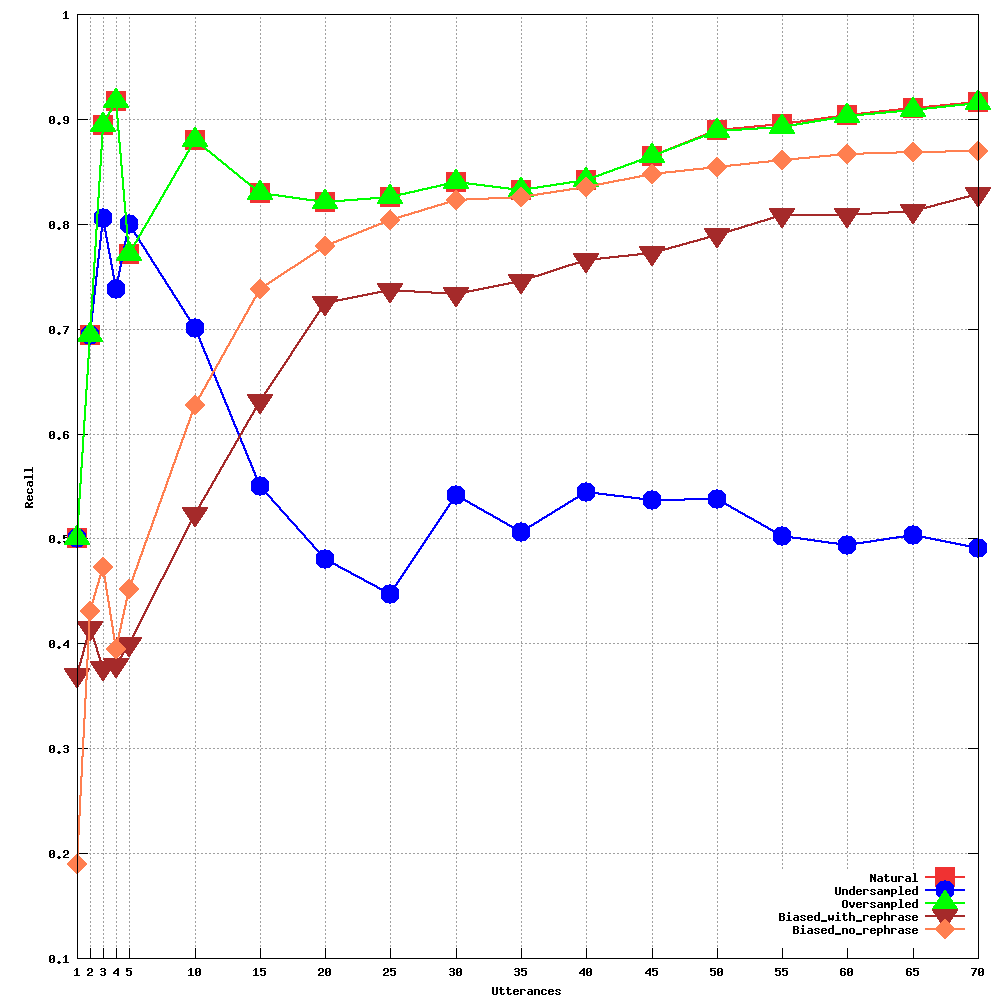 1
0.9
0.8
0.7
0.6
0.5
0.4
0.3
0.2
0.1
Recall
1 2 3 4 5 10 15 20 25 30 35 40 45 50 55 60 65 70
Utterances
Natural
Undersampled
Oversampled
Biased_with_rephrase
Biased_no_rephrase